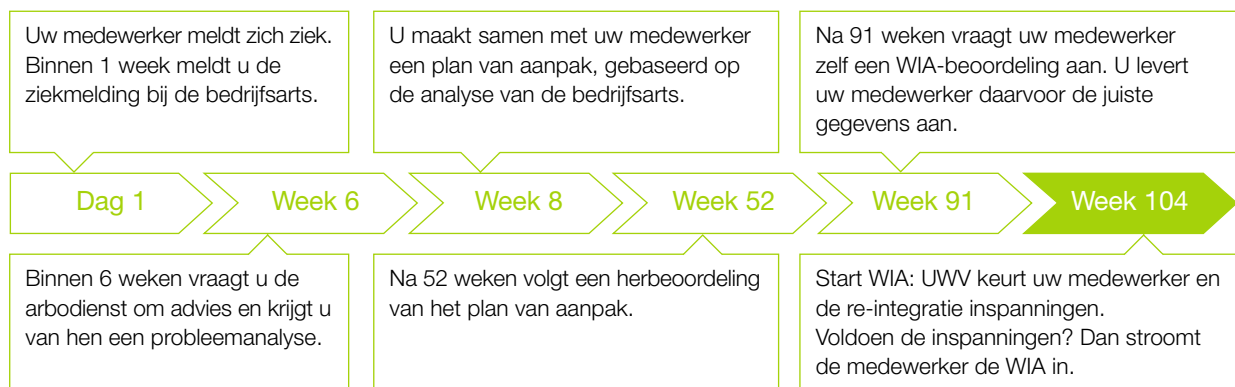 Uw medewerker meldt zich ziek.
Binnen 1 week meldt u de
ziekmelding bij de bedrijfsarts.
U maakt samen met uw medewerker
een plan van aanpak, gebaseerd op
de analyse van de bedrijfsarts.
Na 91 weken vraagt uw medewerker
zelf een WIA-beoordeling aan. U levert
uw medewerker daarvoor de juiste
gegevens aan.
Dag 1
Week 6
Week 8
Week 52
Week 91
Week 104
Binnen 6 weken vraagt u de
arbodienst om advies en krijgt u
van hen een probleemanalyse.
Na 52 weken volgt een herbeoordeling
van het plan van aanpak.
Start WIA: UWV keurt uw medewerker en
de re-integratie inspanningen.
Voldoen de inspanningen? Dan stroomt
de medewerker de WIA in.